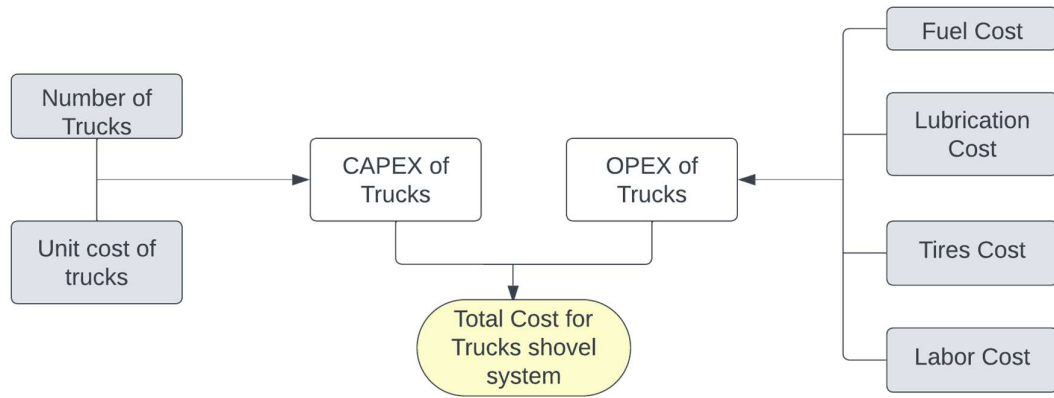 Number of
Trucks
Unit cost of
trucks
CAPEX of
Trucks
OPEX of
Trucks
Total Cost for
Trucks shovel
system
Fuel Cost
Lubrication
Cost
Tires Cost
Labor Cost